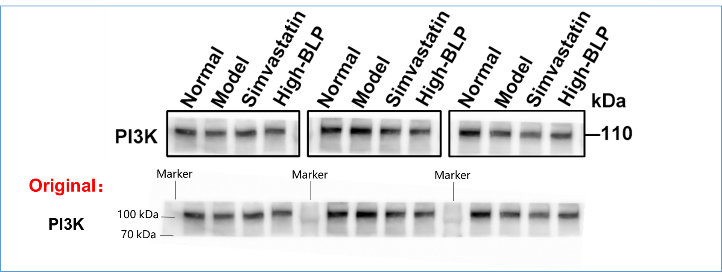 Normal Model Simvastatin High-BLP Normal Model Simvastatin High-BLP Normal Model Simvastatin High-BLP
kDa
PI3K 110
Marker Marker Marker
Original:
100 kDa
PI3K
70 kDa